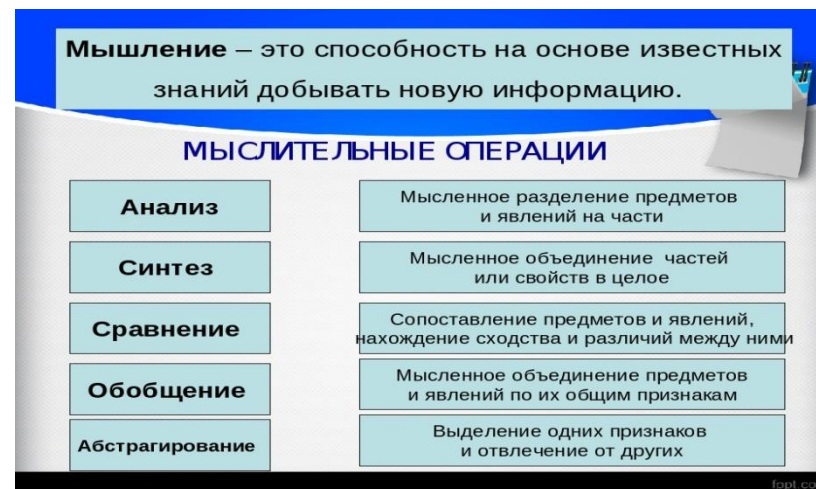 Мышление – это способность на основе известных
знаний добывать новую информацию.
МЫСЛИТЕЛЬНЫЕ ОПЕРАЦИИ
Анализ
Мысленное разделение предметов
и явлений на части
Синтез
Мысленное объединение частей
или свойств в целое
Сравнение
Сопоставление предметов и явлений,
нахождение сходства и различий между ними
Обобщение
Мысленное объединение предметов
и явлений по их общим признакам
Абстрагирование
Выделение одних признаков
и отвлечение от других
fppt.co